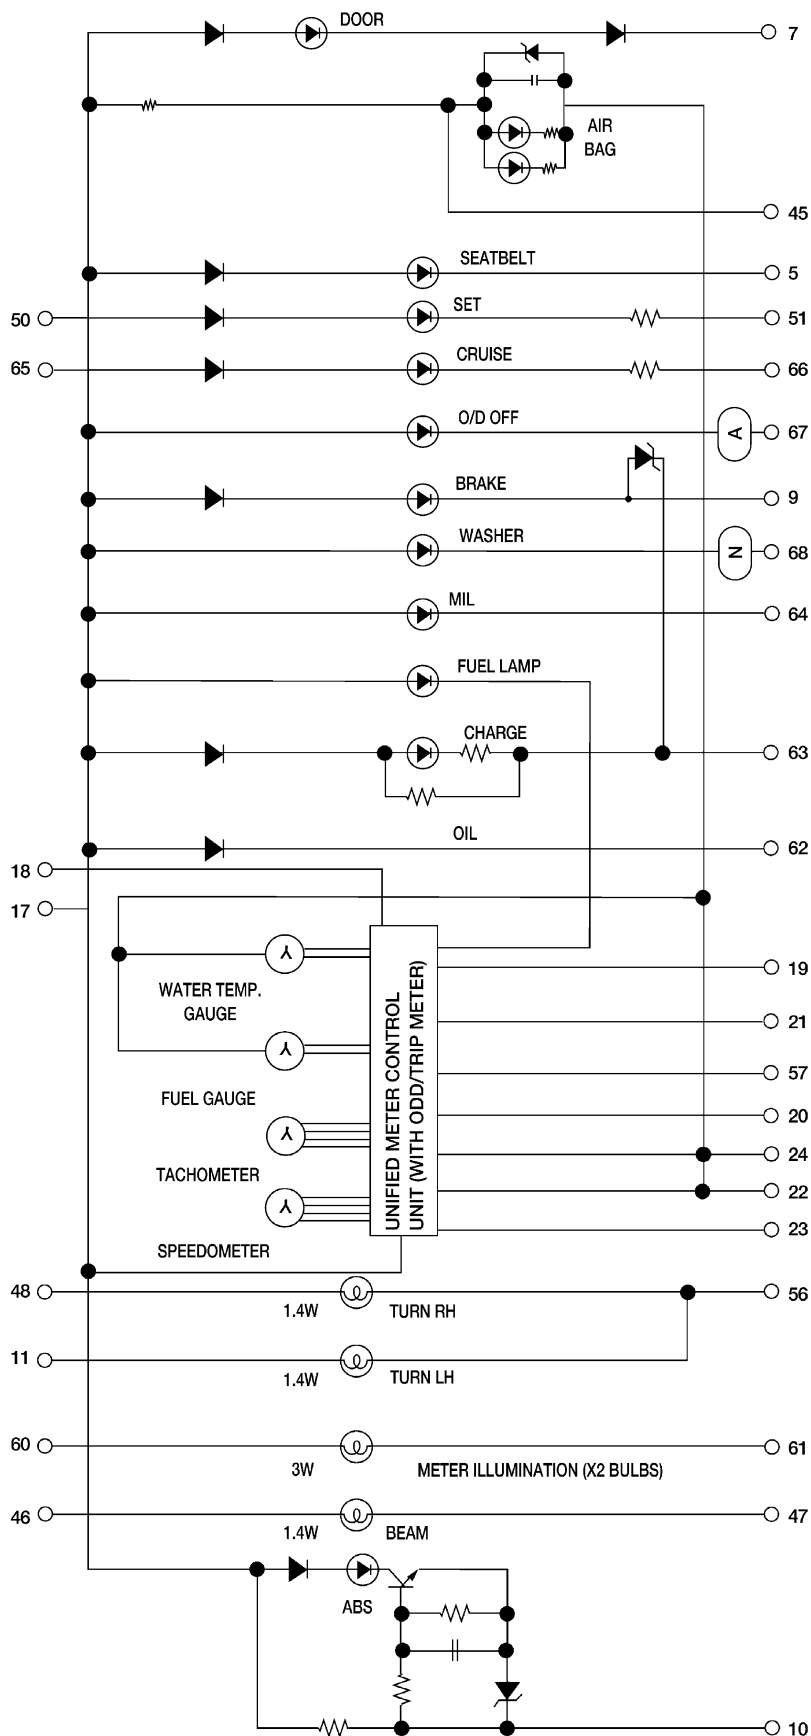 DOOR
7
AIR
BAG
45
SEATBELT
5
50
SET
51
65
CRUISE
66
O/D OFF
A
67
BRAKE
9
WASHER
N
68
MIL
64
FUEL LAMP
CHARGE
63
OIL
62
18
17
WATER TEMP.
GAUGE
FUEL GAUGE
TACHOMETER
SPEEDOMETER
UNIFIED METER CONTROL
UNIT (WITH ODD/TRIP METER)
19
21
57
20
24
22
23
48
1.4W
TURN RH
56
11
1.4W
TURN LH
60
3W
METER ILLUMINATION (X2 BULBS)
61
46
1.4W
BEAM
47
ABS
10